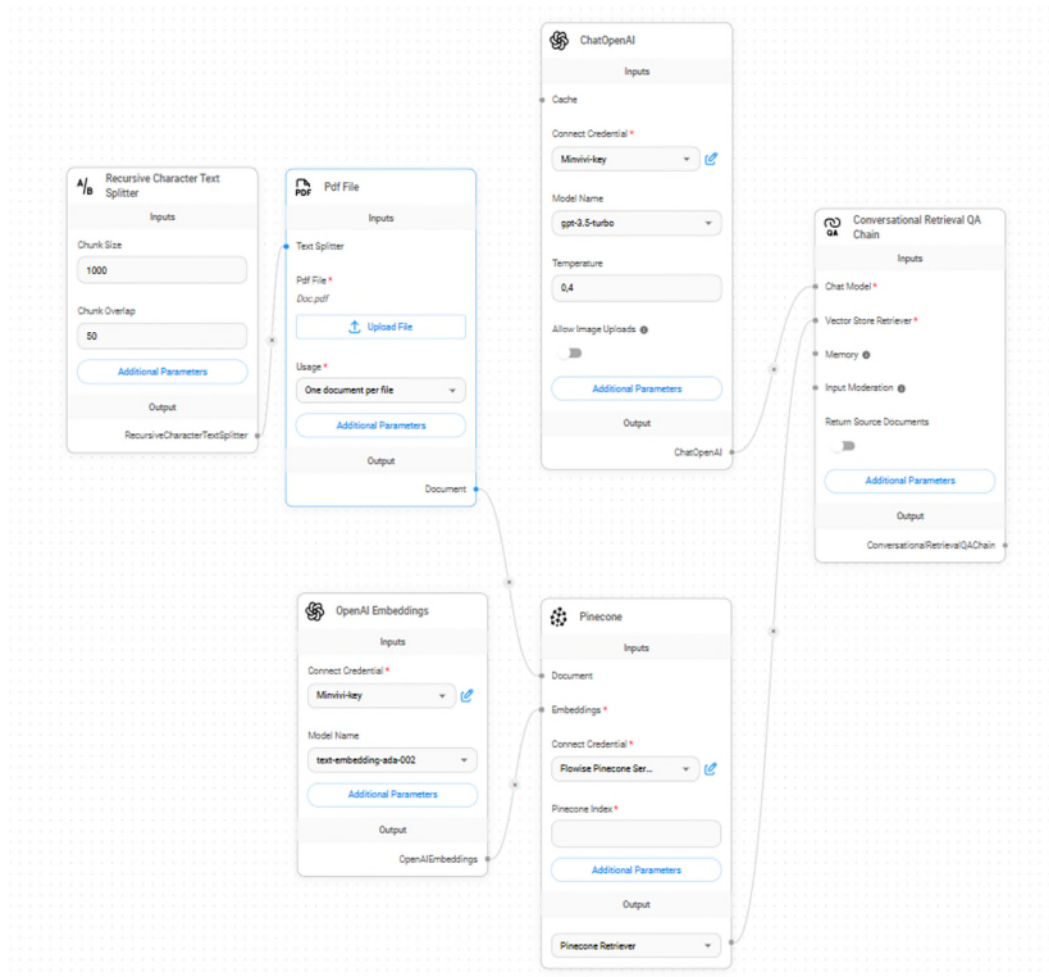 ChatOpenAI
Inputs
Cache
Connect Credential *
Minvivi-key
Model Name
gpt-3.5-turbo
Temperature
0,4
Allow Image Uploads
Additional Parameters
Output
ChatOpenAI
A/B
Recursive Character Text
Splitter
Inputs
Chunk Size
1000
Chunk Overlap
50
Additional Parameters
Output
RecursiveCharacterTextSplitter
PDF
Pdf File
Inputs
Text Splitter
Pdf File *
Doc.pdf
Upload File
Usage *
One document per file
Additional Parameters
Output
Document
QA
Conversational Retrieval QA
Chain
Inputs
Chat Model *
Vector Store Retriever *
Memory
Input Moderation
Return Source Documents
Additional Parameters
Output
ConversationalRetrievalQAChain
OpenAI Embeddings
Inputs
Connect Credential *
Minvivi-key
Model Name
text-embedding-ada-002
Additional Parameters
Output
OpenAIEmbeddings
Pinecone
Inputs
Document
Embeddings *
Connect Credential *
Flowise Pinecone Ser...
Pinecone Index *
Additional Parameters
Output
Pinecone Retriever